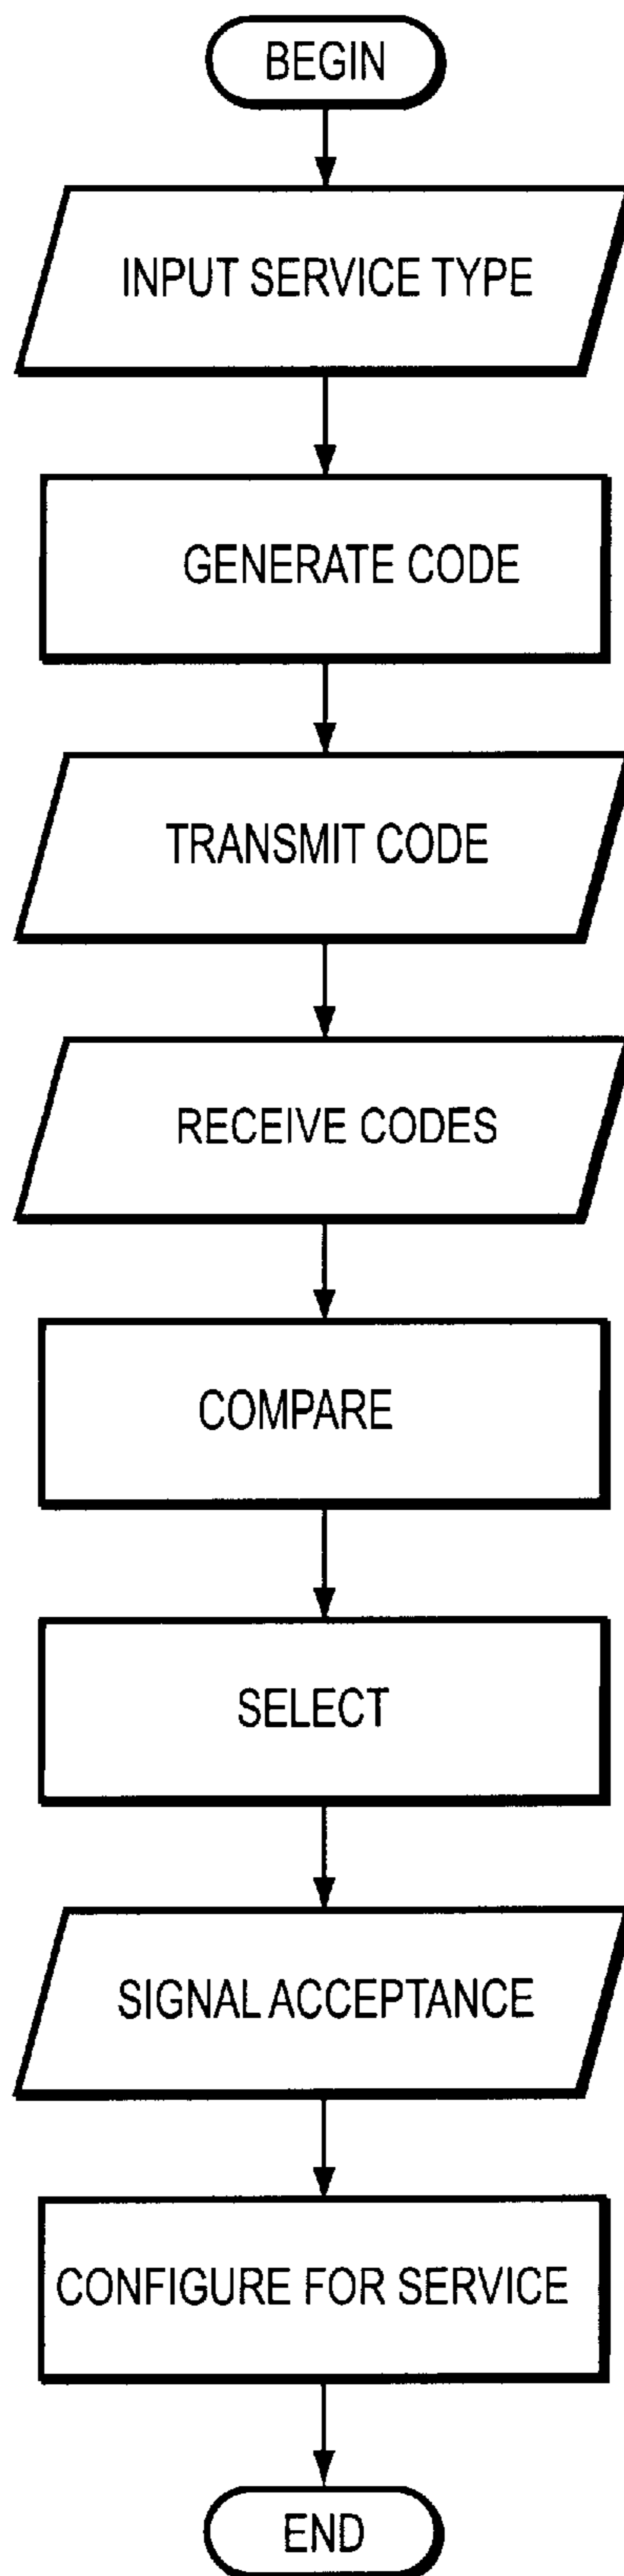 BEGIN
INPUT SERVICE TYPE
GENERATE CODE
TRANSMIT CODE
RECEIVE CODES
COMPARE
SELECT
SIGNAL ACCEPTANCE
CONFIGURE FOR SERVICE
END